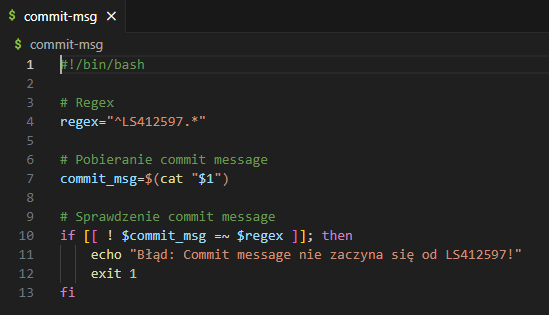 $ commit-msg ×
$ commit-msg
1 #!/bin/bash
2
3 # Regex
4 regex="^LS412597.*"
5
6 # Pobieranie commit message
7 commit_msg=$(cat "$1")
8
9 # Sprawdzenie commit message
10 if [[ ! $commit_msg =~ $regex ]]; then
11     echo "Błąd: Commit message nie zaczyna się od LS412597!"
12     exit 1
13 fi